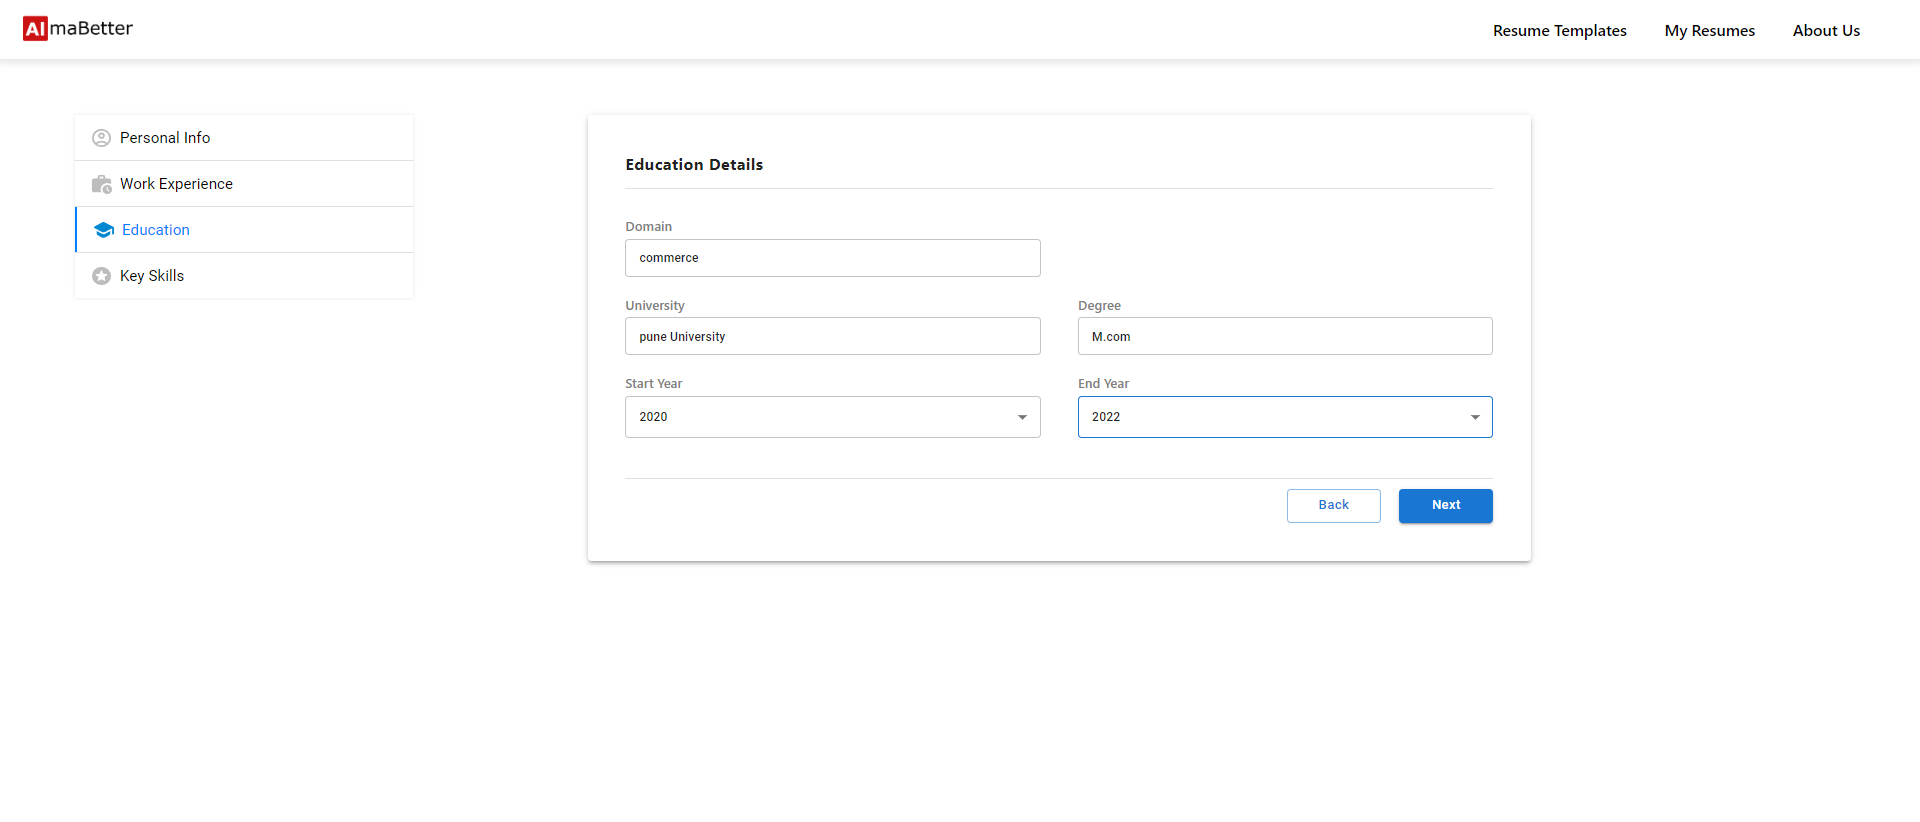 AlmaBetter
Resume Templates My Resumes About Us
Personal Info
Work Experience
Education
Key Skills
Education Details
Domain
commerce
University Degree
pune University M.com
Start Year End Year
2020 2022
Back Next